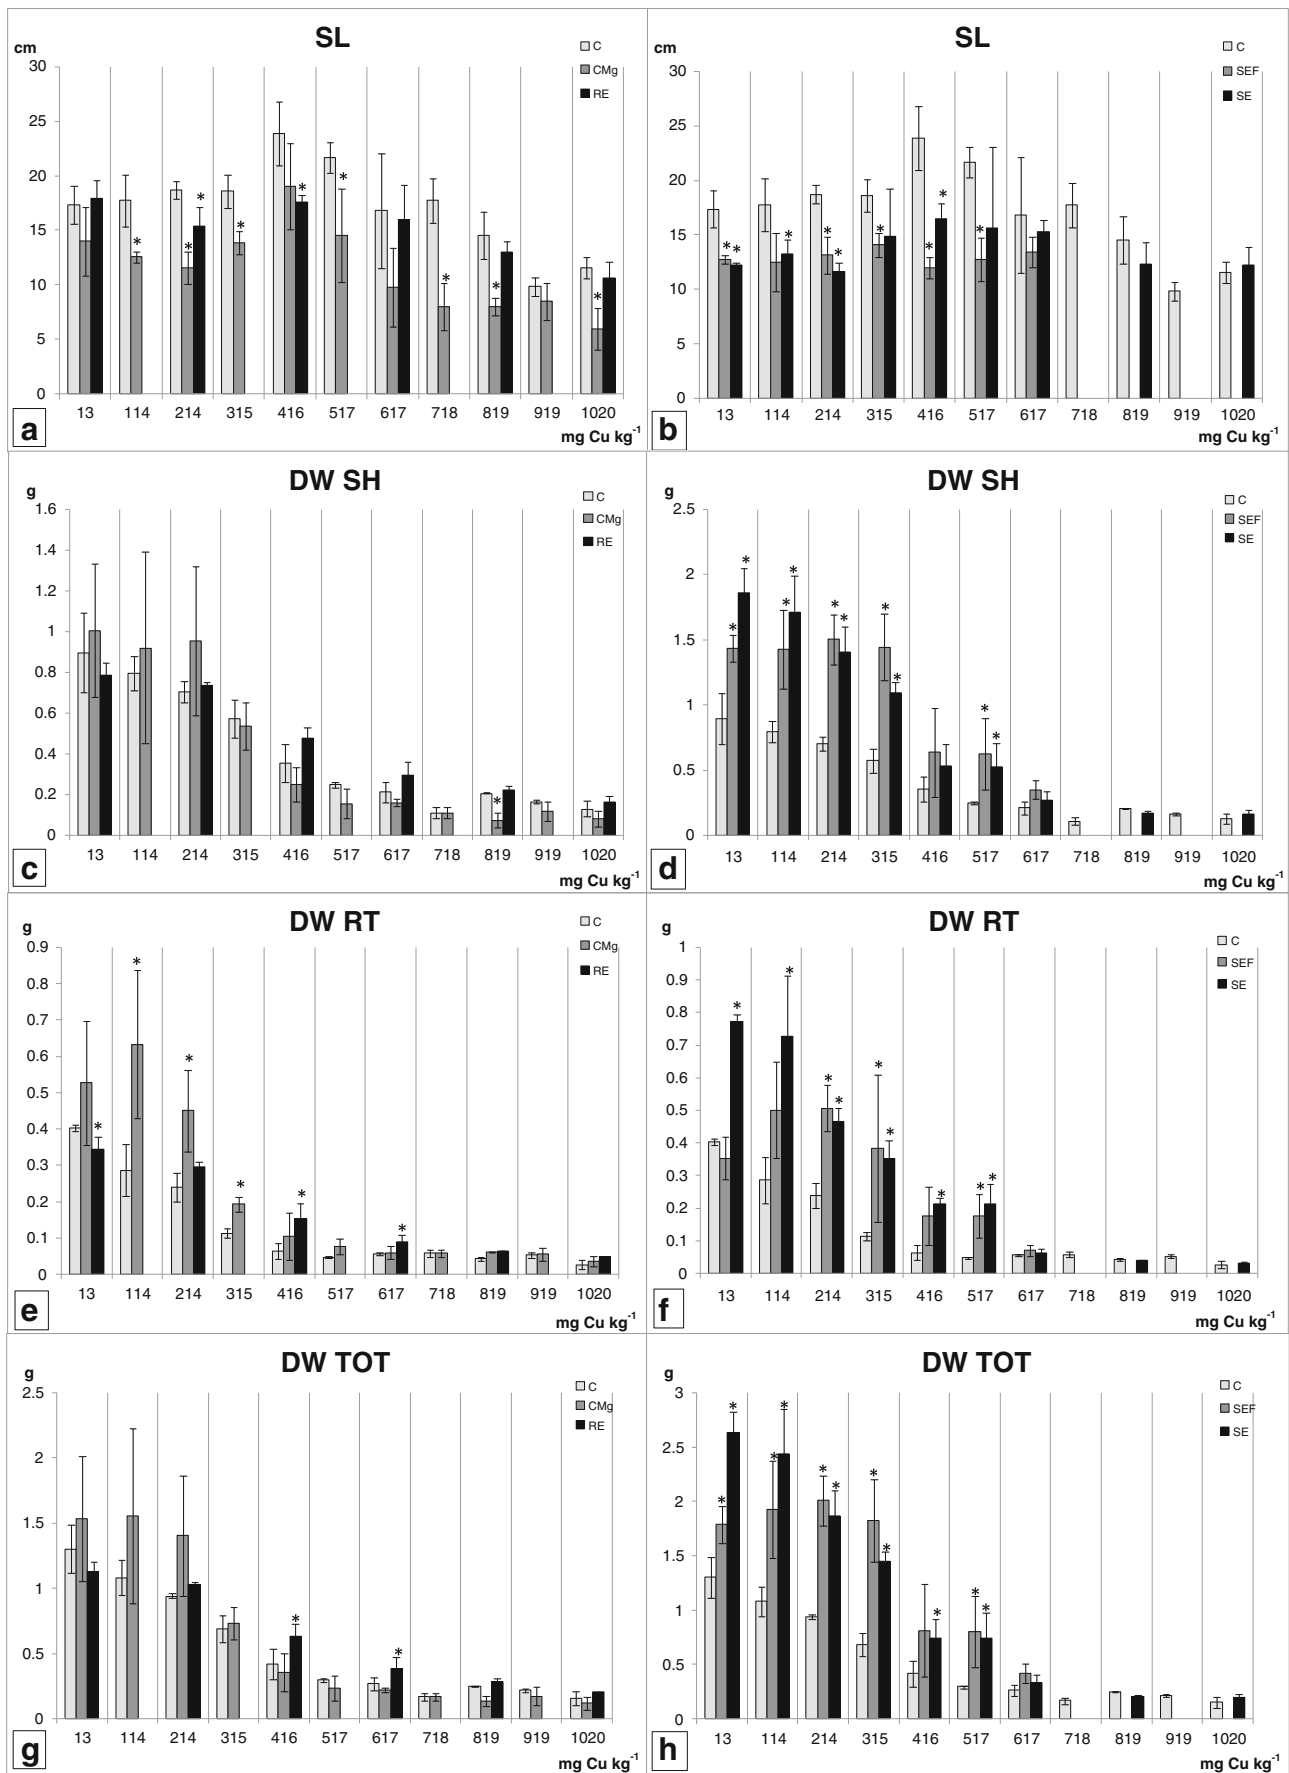 SL
cm
C
CMg
RE
30
25
20
15
10
5
0
* * * * * * * * * *
13 114 214 315 416 517 617 718 819 919 1020
mg Cu kg-1
a
SL
cm
C
SEF
SE
30
25
20
15
10
5
0
* * * * * * * * *
13 114 214 315 416 517 617 718 819 919 1020
mg Cu kg-1
b
DW SH
g
C
CMg
RE
1.6
1.4
1.2
1
0.8
0.6
0.4
0.2
0
*
13 114 214 315 416 517 617 718 819 919 1020
mg Cu kg-1
c
DW SH
g
C
SEF
SE
2.5
2
1.5
1
0.5
0
* * * * * * * * * *
13 114 214 315 416 517 617 718 819 919 1020
mg Cu kg-1
d
DW RT
g
C
CMg
RE
0.9
0.8
0.7
0.6
0.5
0.4
0.3
0.2
0.1
0
* * * * * *
13 114 214 315 416 517 617 718 819 919 1020
mg Cu kg-1
e
DW RT
g
C
SEF
SE
1
0.9
0.8
0.7
0.6
0.5
0.4
0.3
0.2
0.1
0
* * * * * * * * *
13 114 214 315 416 517 617 718 819 919 1020
mg Cu kg-1
f
DW TOT
g
C
CMg
RE
2.5
2
1.5
1
0.5
0
* *
13 114 214 315 416 517 617 718 819 919 1020
mg Cu kg-1
g
DW TOT
g
C
SEF
SE
3
2.5
2
1.5
1
0.5
0
* * * * * * * * * * *
13 114 214 315 416 517 617 718 819 919 1020
mg Cu kg-1
h